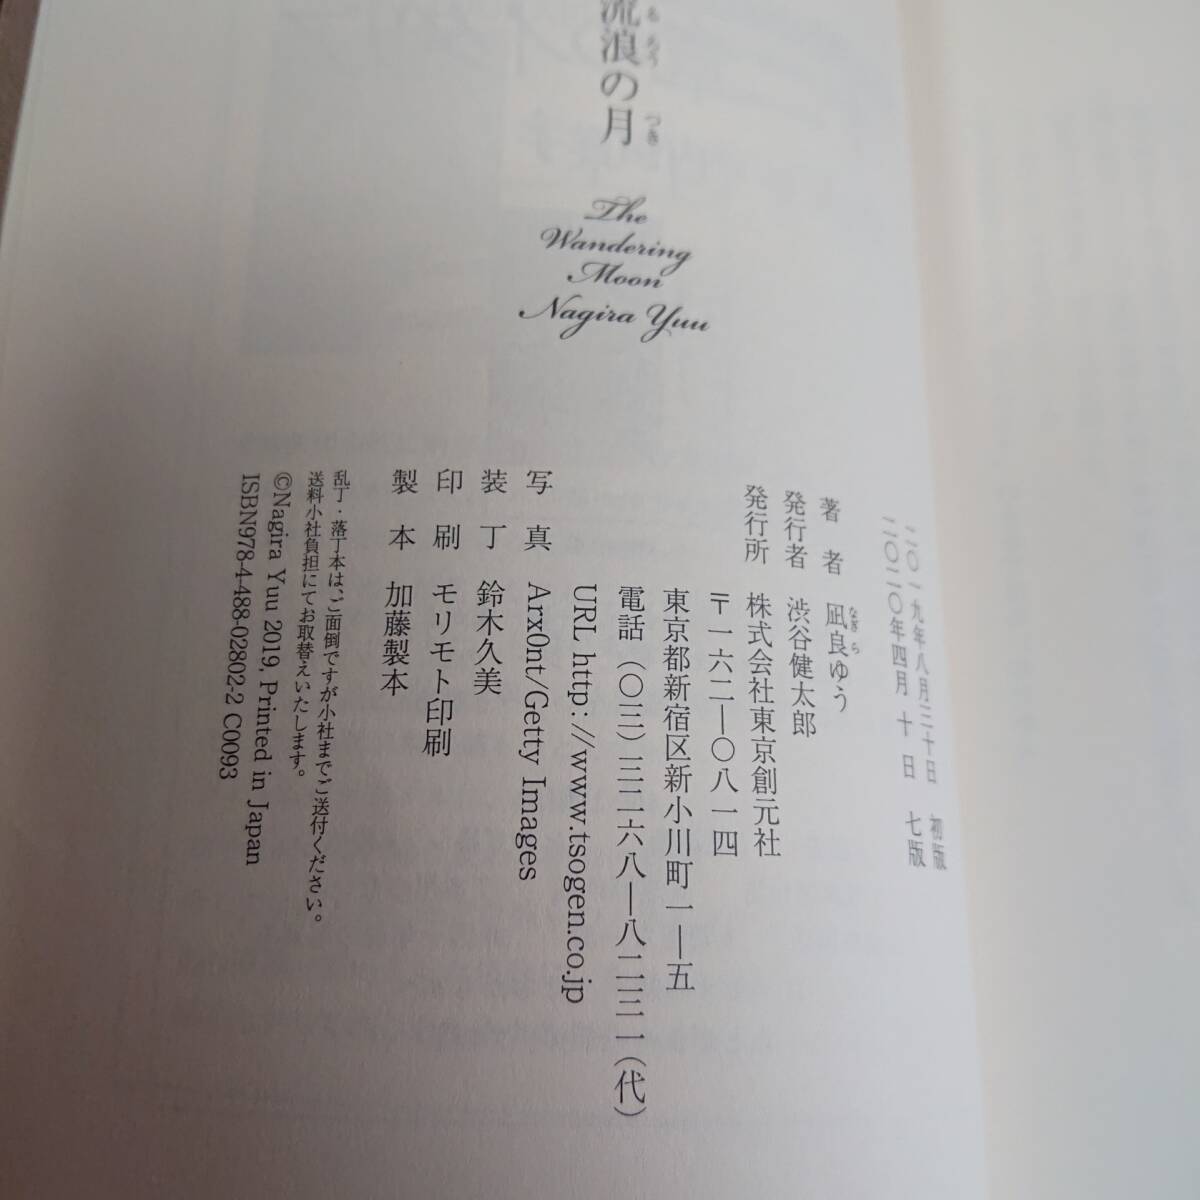 流浪の月
るろう
つき
The
Wandering
Moon
Nagira Yuu
二〇一九年八月三十日 初版
二〇二〇年四月 十 日 七版
著 者 凪良ゆう
なぎら
発行者 渋谷健太郎
発行所 株式会社東京創元社
〒一六二―〇八一四
東京都新宿区新小川町一―五
電話(〇三)三二六八―八二三一(代)
URL http://www.tsogen.co.jp
写 真 Arx0nt/Getty Images
装 丁 鈴木久美
印 刷 モリモト印刷
製 本 加藤製本
乱丁・落丁本は、ご面倒ですが小社までご送付ください。
送料小社負担にてお取替えいたします。
©Nagira Yuu 2019, Printed in Japan
ISBN978-4-488-02802-2 C0093